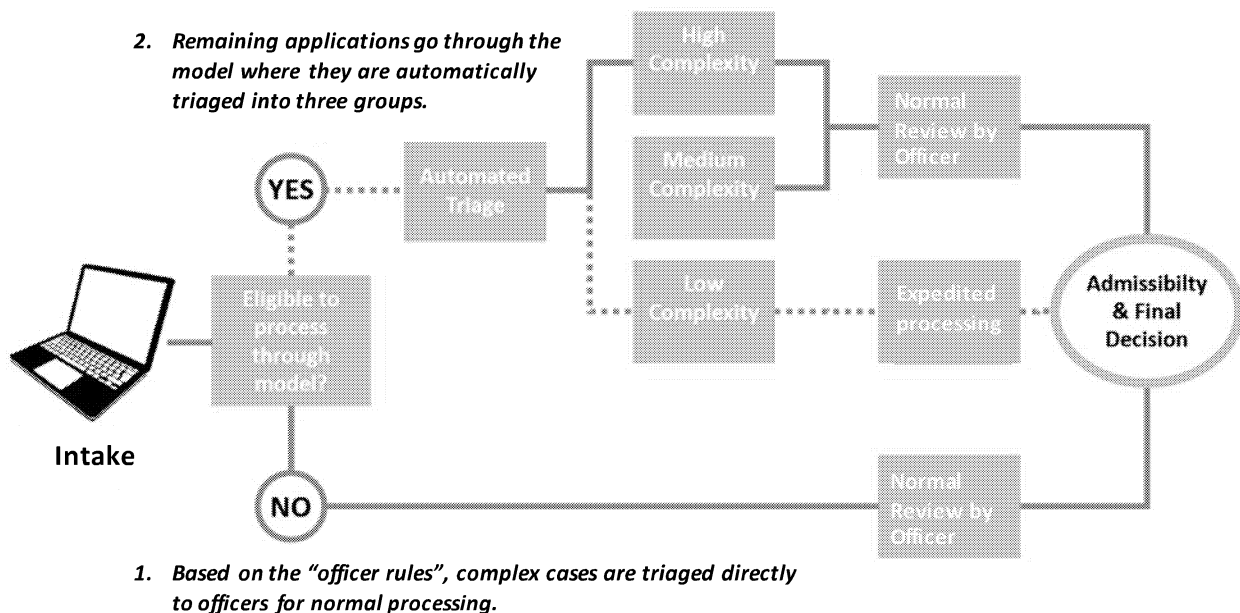 2. Remaining applications go through the
model where they are automatically
triaged into three groups.
High
Complexity
Normal
Review by
Officer
YES
Automated
Triage
Medium
Complexity
Eligible to
process
through
model?
Low
Complexity
Expedited
processing
Admissibilty
& Final
Decision
Intake
NO
Normal
Review by
Officer
1. Based on the “officer rules”, complex cases are triaged directly
to officers for normal processing.